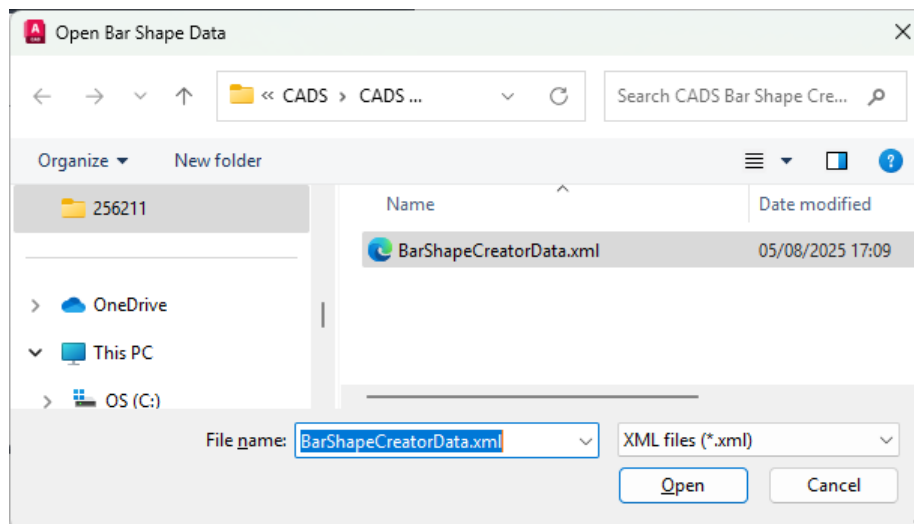 Open Bar Shape Data
« CADS › CADS ...
Search CADS Bar Shape Cre...
Organize
New folder
256211
Name
Date modified
BarShapeCreatorData.xml
05/08/2025 17:09
OneDrive
This PC
OS (C:)
File name: BarShapeCreatorData.xml
XML files (*.xml)
Open
Cancel